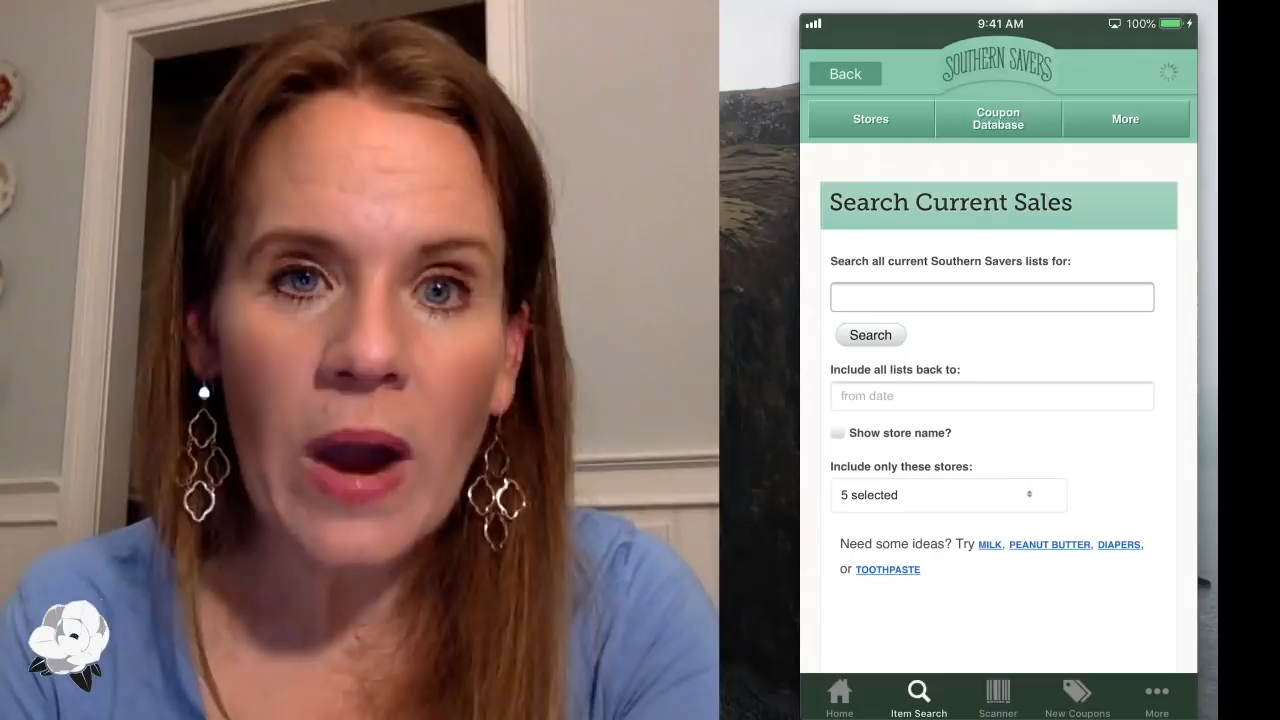 9:41 AM
100%
Back
SOUTHERN SAVERS
Stores
Coupon
Database
More
Search Current Sales
Search all current Southern Savers lists for:
Search
Include all lists back to:
from date
Show store name?
Include only these stores:
5 selected
Need some ideas? Try MILK, PEANUT BUTTER, DIAPERS,
or TOOTHPASTE
Home
Item Search
Scanner
New Coupons
More